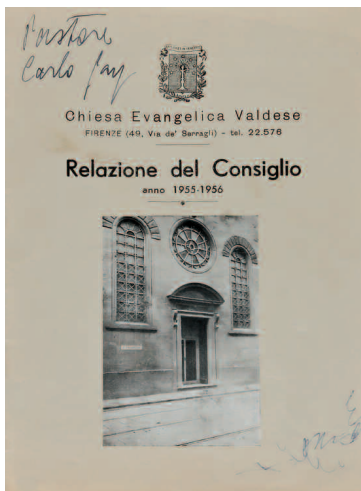 Pastore
Carlo Gay
Chiesa Evangelica Valdese
FIRENZE (49, Via de' Serragli) - tel. 22.576
Relazione del Consiglio
anno 1955-1956